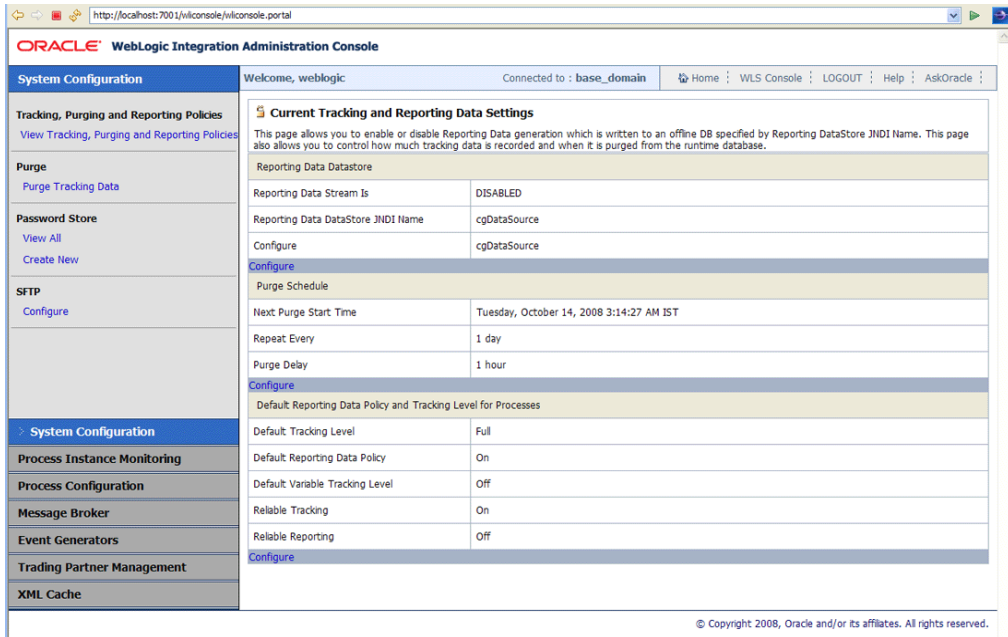 http://localhost:7001/wliconsole/wliconsole.portal
ORACLE® WebLogic Integration Administration Console
System Configuration
Welcome, weblogic
Connected to : base_domain
Home
WLS Console
LOGOUT
Help
AskOracle
Tracking, Purging and Reporting Policies
View Tracking, Purging and Reporting Policies
Purge
Purge Tracking Data
Password Store
View All
Create New
SFTP
Configure
> System Configuration
Process Instance Monitoring
Process Configuration
Message Broker
Event Generators
Trading Partner Management
XML Cache
Current Tracking and Reporting Data Settings
This page allows you to enable or disable Reporting Data generation which is written to an offline DB specified by Reporting DataStore JNDI Name. This page
also allows you to control how much tracking data is recorded and when it is purged from the runtime database.
Reporting Data Datastore
Reporting Data Stream Is DISABLED
Reporting Data DataStore JNDI Name cgDataSource
Configure cgDataSource
Configure
Purge Schedule
Next Purge Start Time Tuesday, October 14, 2008 3:14:27 AM IST
Repeat Every 1 day
Purge Delay 1 hour
Configure
Default Reporting Data Policy and Tracking Level for Processes
Default Tracking Level Full
Default Reporting Data Policy On
Default Variable Tracking Level Off
Reliable Tracking On
Reliable Reporting Off
Configure
© Copyright 2008, Oracle and/or its affiliates. All rights reserved.